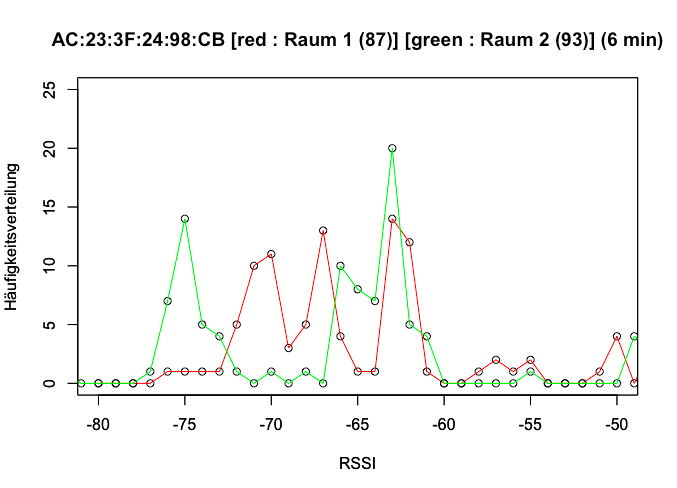 AC:23:3F:24:98:CB [red : Raum 1 (87)] [green : Raum 2 (93)] (6 min)
Häufigkeitsverteilung
25
20
15
10
5
0
-80 -75 -70 -65 -60 -55 -50
RSSI